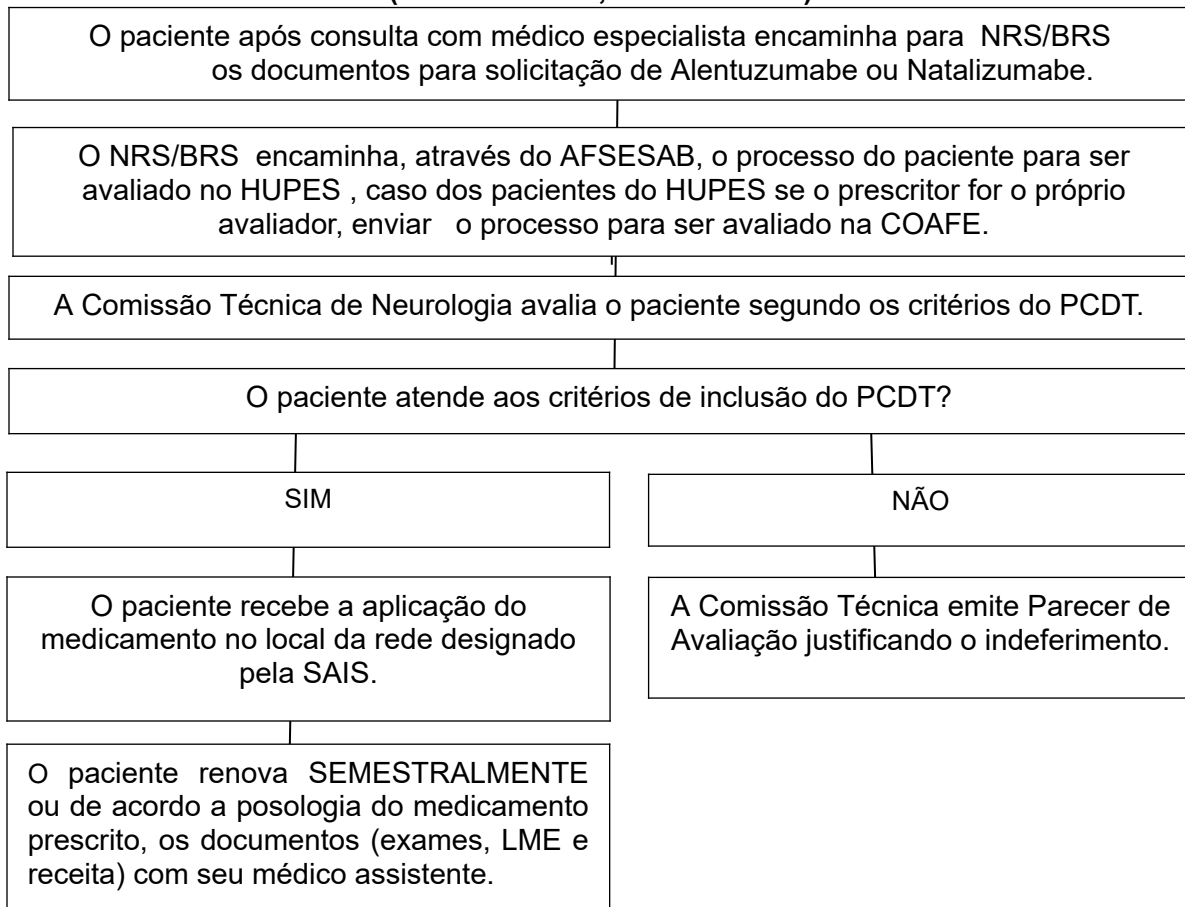 O paciente após consulta com médico especialista encaminha para NRS/BRS
os documentos para solicitação de Alentuzumabe ou Natalizumabe.
O NRS/BRS encaminha, através do AFSESAB, o processo do paciente para ser
avaliado no HUPES , caso dos pacientes do HUPES se o prescritor for o próprio
avaliador, enviar o processo para ser avaliado na COAFE.
A Comissão Técnica de Neurologia avalia o paciente segundo os critérios do PCDT.
O paciente atende aos critérios de inclusão do PCDT?
SIM
NÃO
O paciente recebe a aplicação do
medicamento no local da rede designado
pela SAIS.
A Comissão Técnica emite Parecer de
Avaliação justificando o indeferimento.
O paciente renova SEMESTRALMENTE
ou de acordo a posologia do medicamento
prescrito, os documentos (exames, LME e
receita) com seu médico assistente.